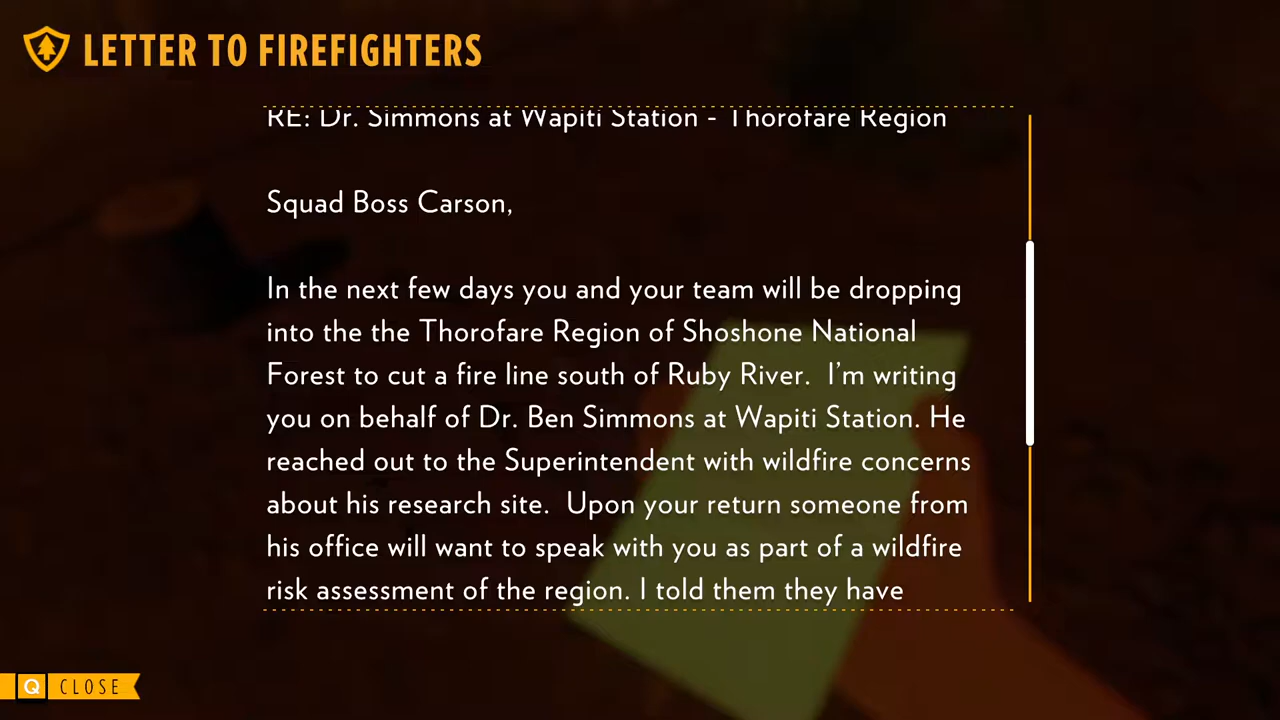 LETTER TO FIREFIGHTERS
RE: Dr. Simmons at Wapiti Station - Thorofare Region
Squad Boss Carson,
In the next few days you and your team will be dropping
into the the Thorofare Region of Shoshone National
Forest to cut a fire line south of Ruby River.  I'm writing
you on behalf of Dr. Ben Simmons at Wapiti Station. He
reached out to the Superintendent with wildfire concerns
about his research site.  Upon your return someone from
his office will want to speak with you as part of a wildfire
risk assessment of the region. I told them they have
Q CLOSE